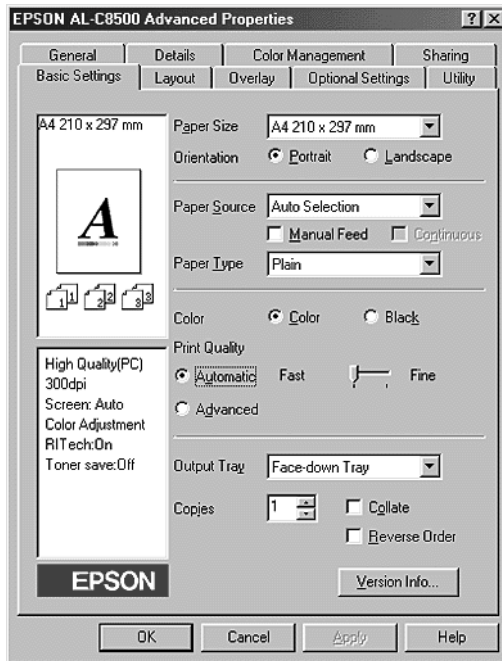 EPSON AL-C8500 Advanced Properties
General Details Color Management Sharing
Basic Settings Layout Overlay Optional Settings Utility
A4 210 x 297 mm
A
1 1 2 2 3 3
Paper Size A4 210 x 297 mm
Orientation Portrait Landscape
Paper Source Auto Selection
Manual Feed Continuous
Paper Type Plain
Color Color Black
Print Quality
Automatic Fast Fine
Advanced
High Quality(PC)
300dpi
Screen: Auto
Color Adjustment
RITech:On
Toner save:Off
Output Tray Face-down Tray
Copies 1 Collate
Reverse Order
EPSON
Version Info...
OK Cancel Apply Help